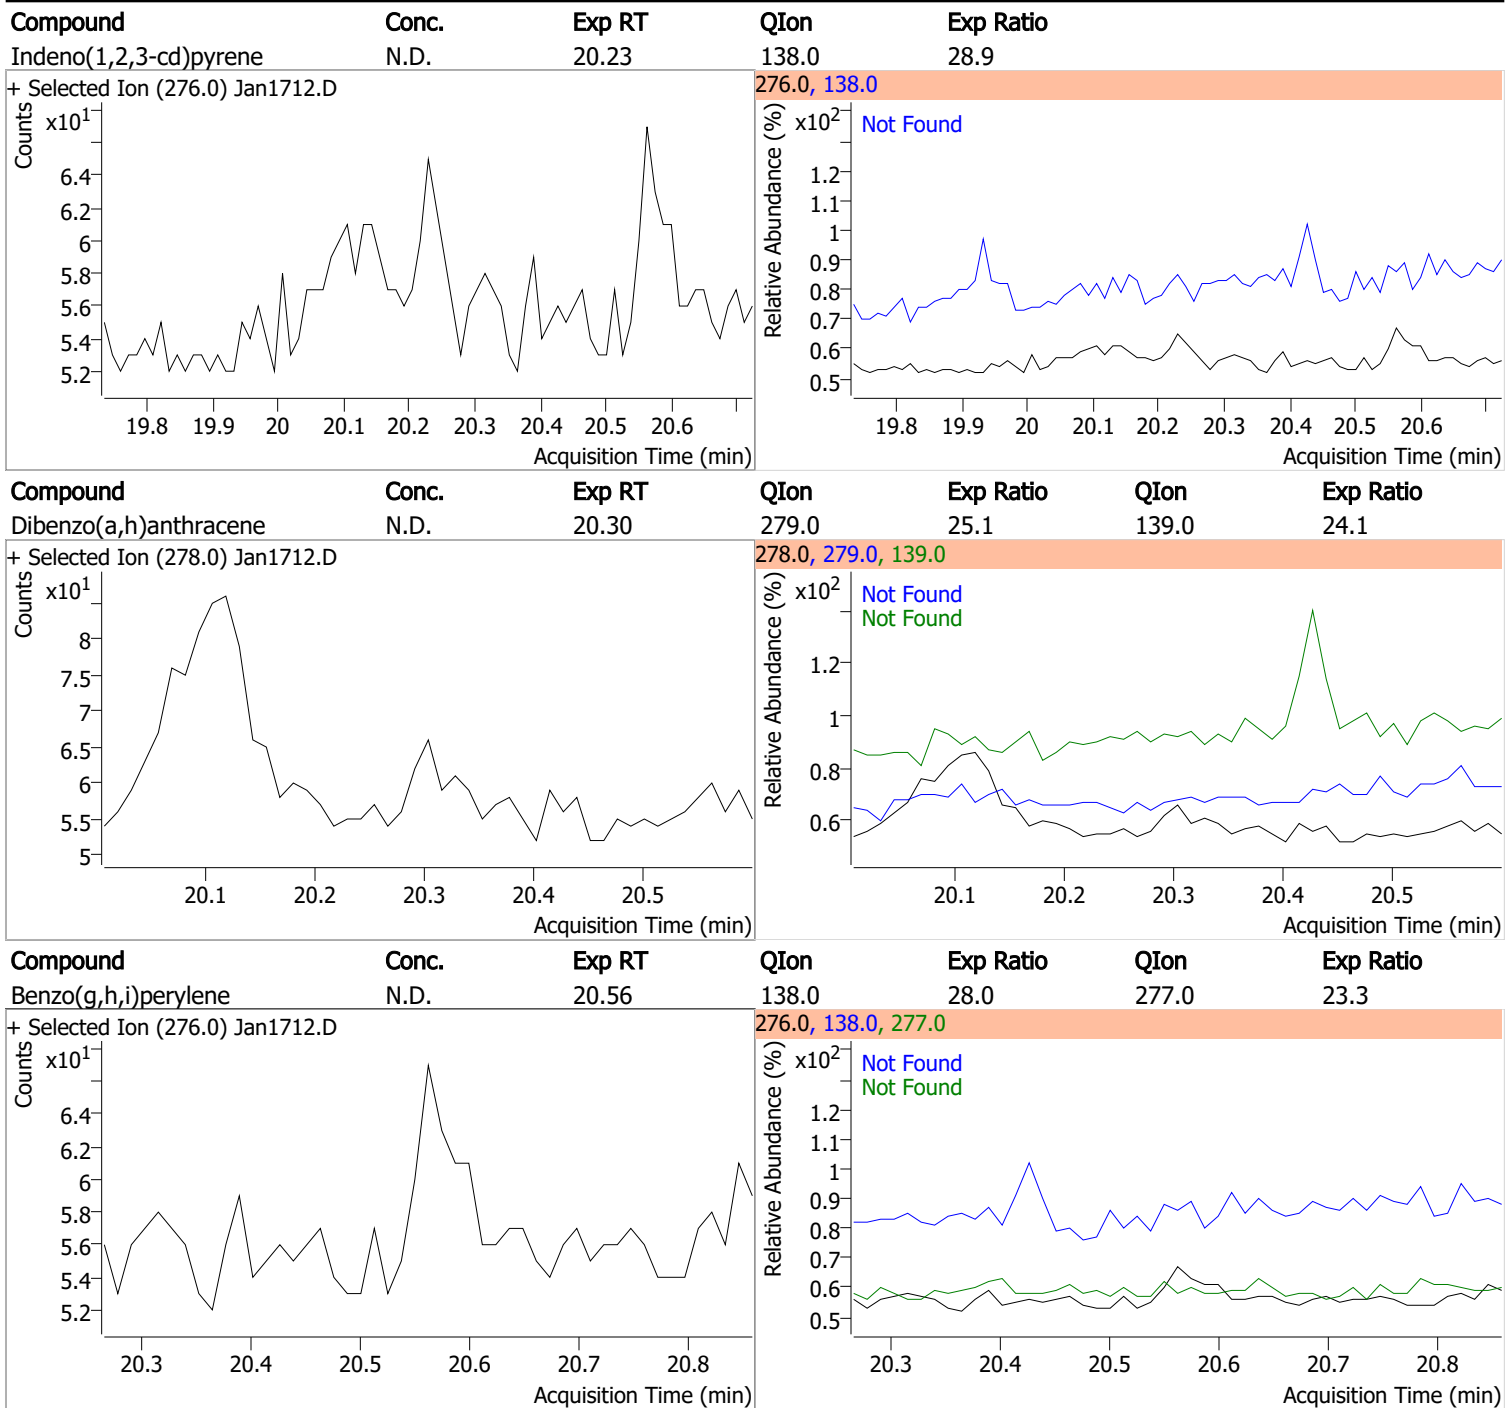 Compound Conc. Exp RT QIon Exp Ratio
Indeno(1,2,3-cd)pyrene N.D. 20.23 138.0 28.9
+ Selected Ion (276.0) Jan1712.D
Counts
x10^1
6.4
6.2
6
5.8
5.6
5.4
5.2
19.8 19.9 20 20.1 20.2 20.3 20.4 20.5 20.6
Acquisition Time (min)
276.0, 138.0
Relative Abundance (%)
x10^2
Not Found
1.2
1.1
1
0.9
0.8
0.7
0.6
0.5
19.8 19.9 20 20.1 20.2 20.3 20.4 20.5 20.6
Acquisition Time (min)
Compound Conc. Exp RT QIon Exp Ratio QIon Exp Ratio
Dibenzo(a,h)anthracene N.D. 20.30 279.0 25.1 139.0 24.1
+ Selected Ion (278.0) Jan1712.D
Counts
x10^1
8
7.5
7
6.5
6
5.5
5
20.1 20.2 20.3 20.4 20.5
Acquisition Time (min)
278.0, 279.0, 139.0
Relative Abundance (%)
x10^2
Not Found
Not Found
1.2
1
0.8
0.6
20.1 20.2 20.3 20.4 20.5
Acquisition Time (min)
Compound Conc. Exp RT QIon Exp Ratio QIon Exp Ratio
Benzo(g,h,i)perylene N.D. 20.56 138.0 28.0 277.0 23.3
+ Selected Ion (276.0) Jan1712.D
Counts
x10^1
6.4
6.2
6
5.8
5.6
5.4
5.2
20.3 20.4 20.5 20.6 20.7 20.8
Acquisition Time (min)
276.0, 138.0, 277.0
Relative Abundance (%)
x10^2
Not Found
Not Found
1.2
1.1
1
0.9
0.8
0.7
0.6
0.5
20.3 20.4 20.5 20.6 20.7 20.8
Acquisition Time (min)